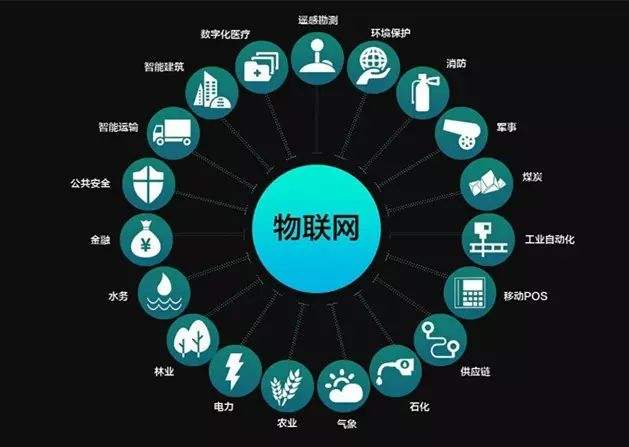 遥感勘测
数字化医疗
环境保护
智能建筑
消防
智能运输
军事
公共安全
煤炭
物联网
金融
¥
工业自动化
水务
移动POS
林业
供应链
电力
石化
农业
气象